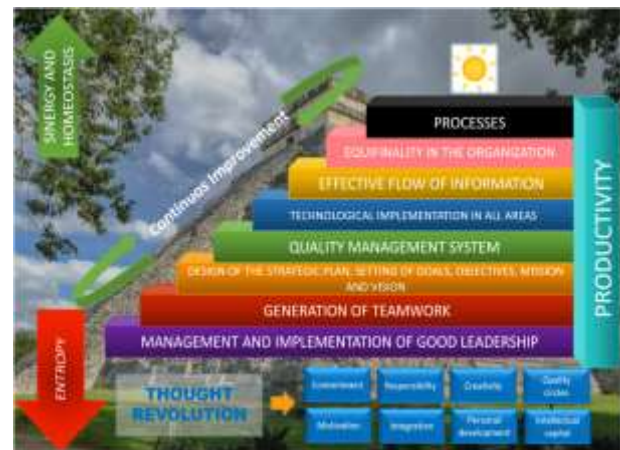 SINERGY AND
HOMEOSTASIS
Continuos Improvement
PROCESSES
EQUIFINALITY IN THE ORGANIZATION
EFFECTIVE FLOW OF INFORMATION
TECHNOLOGICAL IMPLEMENTATION IN ALL AREAS
QUALITY MANAGEMENT SYSTEM
DESIGN OF THE STRATEGIC PLAN, SETTING OF GOALS, OBJECTIVES, MISSION
AND VISION
GENERATION OF TEAMWORK
MANAGEMENT AND IMPLEMENTATION OF GOOD LEADERSHIP
PRODUCTIVITY
ENTROPY
THOUGHT
REVOLUTION
Commitment
Responsibility
Creativity
Quality
circles
Motivation
Integration
Personal
development
Intellectual
capital